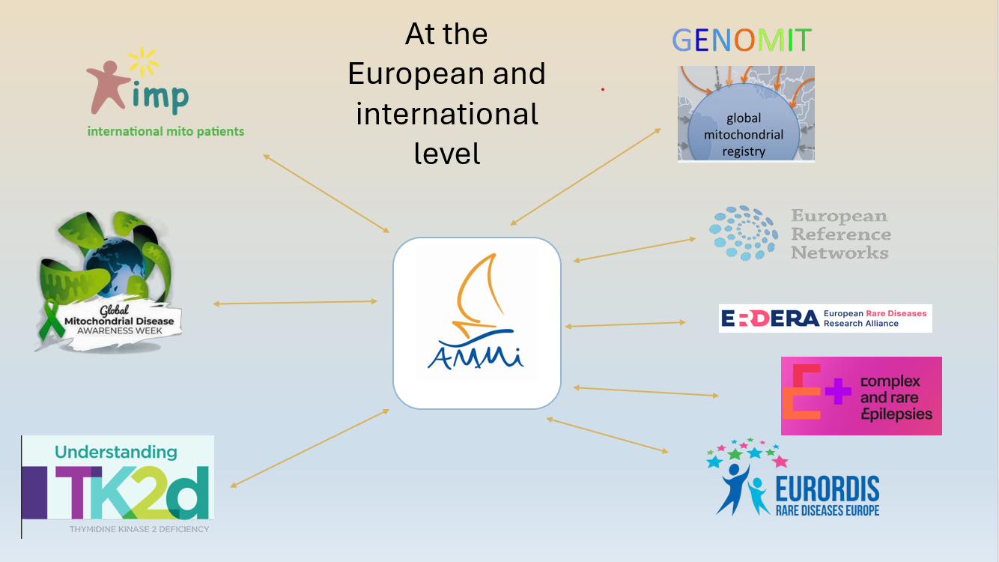 At the
European and
international
level
imp
international mito patients
GENOMIT
global
mitochondrial
registry
European
Reference
Networks
Global
Mitochondrial Disease
AWARENESS WEEK
AMMi
ERDERA
European Rare Diseases
Research Alliance
E+
complex
and rare
Epilepsies
Understanding
TK2d
THYMIDINE KINASE 2 DEFICIENCY
EURORDIS
RARE DISEASES EUROPE